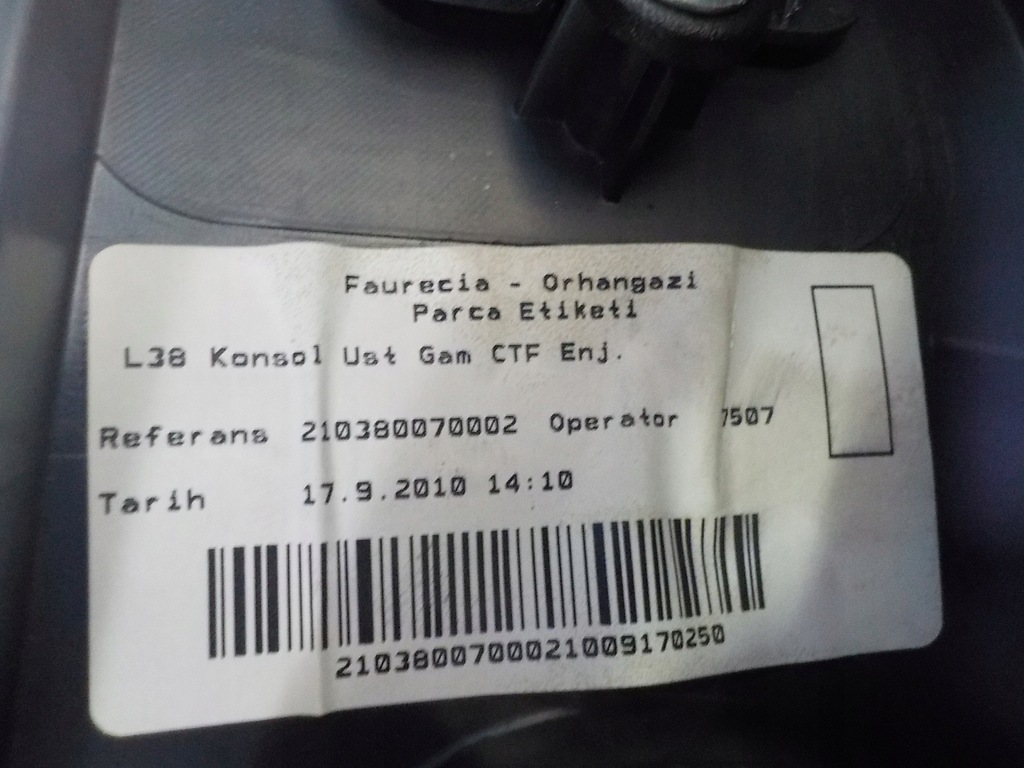 Faurecia - Orhangazi
Parca Etiketi
L38 Konsol Ust Gam CTF Enj.
Referans 210380070002 Operator 7507
Tarih 17.9.2010 14:10
2103800700021009170250